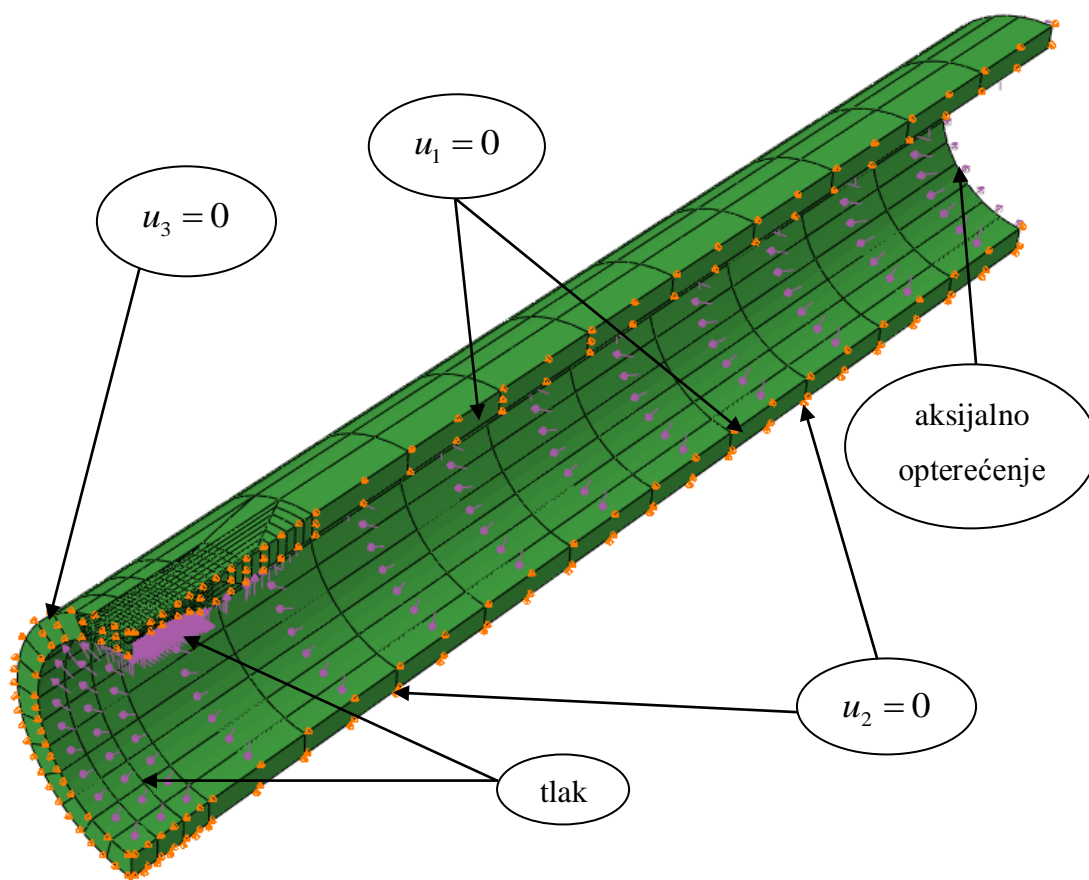 u₁ = 0
u₃ = 0
aksijalno
opterećenje
u₂ = 0
tlak